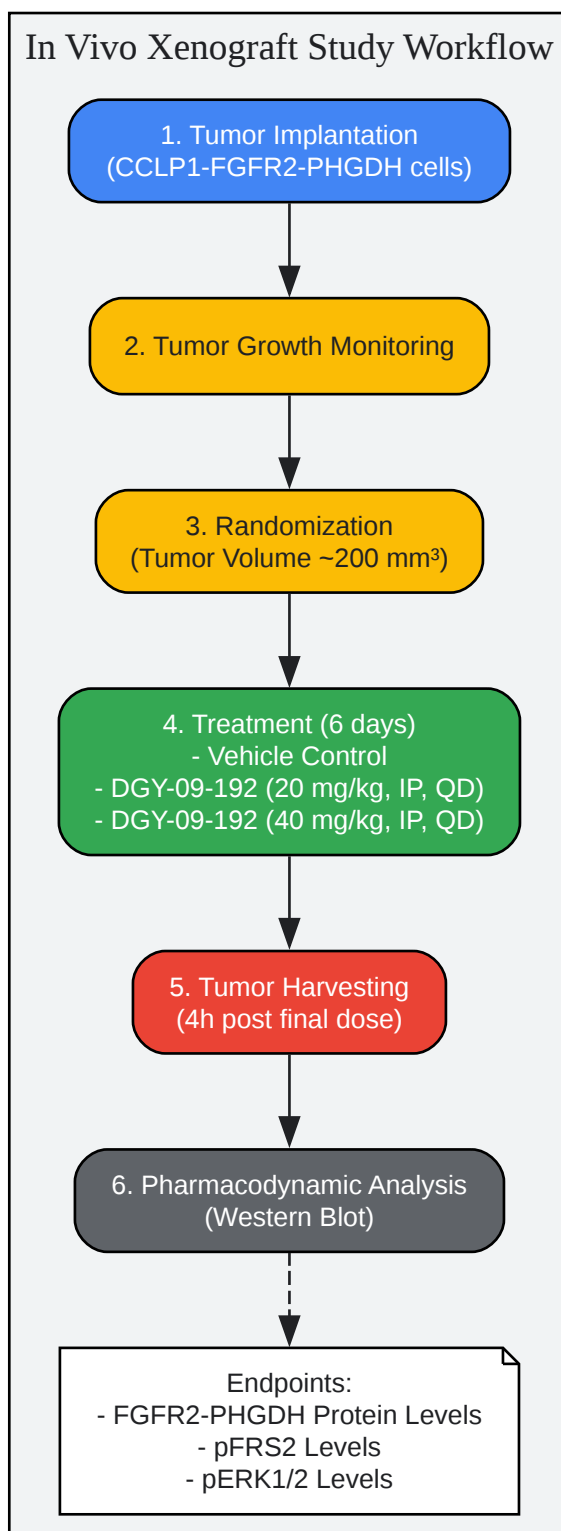 In Vivo Xenograft Study Workflow
1. Tumor Implantation
(CCLP1-FGFR2-PHGDH cells)
2. Tumor Growth Monitoring
3. Randomization
(Tumor Volume ~200 mm³)
4. Treatment (6 days)
- Vehicle Control
- DGY-09-192 (20 mg/kg, IP, QD)
- DGY-09-192 (40 mg/kg, IP, QD)
5. Tumor Harvesting
(4h post final dose)
6. Pharmacodynamic Analysis
(Western Blot)
Endpoints:
- FGFR2-PHGDH Protein Levels
- pFRS2 Levels
- pERK1/2 Levels